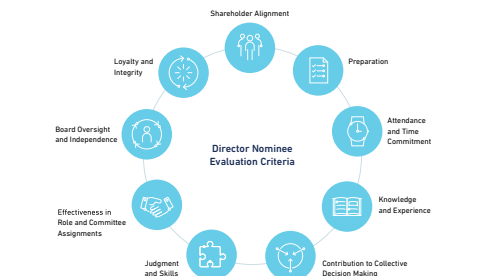 Shareholder Alignment
Preparation
Attendance
and Time
Commitment
Knowledge
and Experience
Contribution to Collective
Decision Making
Judgment
and Skills
Effectiveness in
Role and Committee
Assignments
Board Oversight
and Independence
Loyalty and
Integrity
Director Nominee
Evaluation Criteria